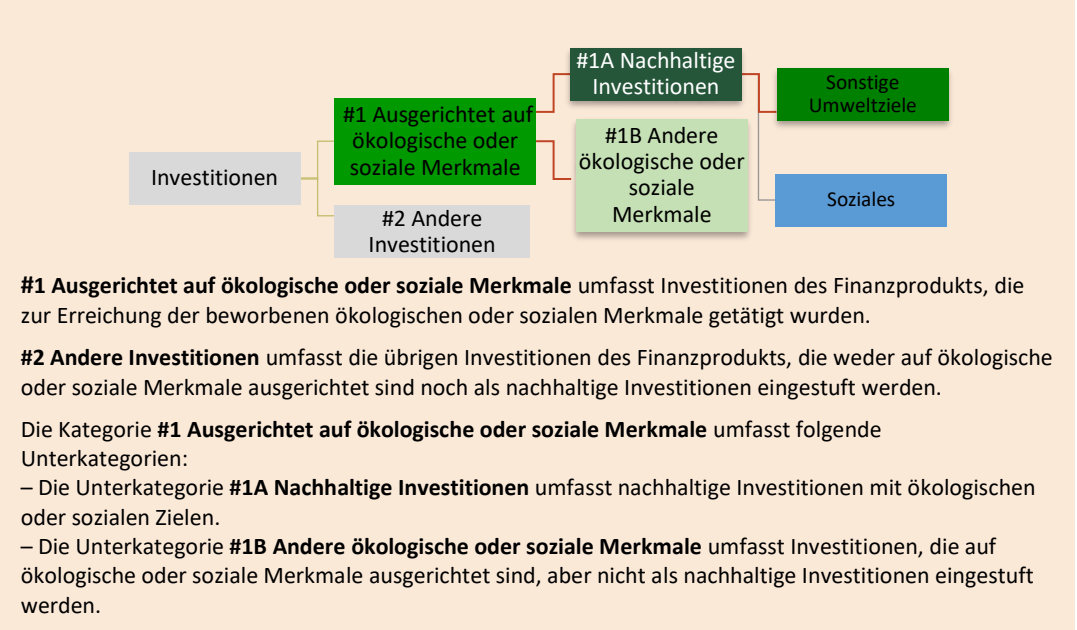 #1A Nachhaltige
Investitionen
Sonstige
Umweltziele
#1 Ausgerichtet auf
ökologische oder
soziale Merkmale
#1B Andere
ökologische oder
soziale
Merkmale
Investitionen
Soziales
#2 Andere
Investitionen
#1 Ausgerichtet auf ökologische oder soziale Merkmale umfasst Investitionen des Finanzprodukts, die
zur Erreichung der beworbenen ökologischen oder sozialen Merkmale getätigt wurden.
#2 Andere Investitionen umfasst die übrigen Investitionen des Finanzprodukts, die weder auf ökologische
oder soziale Merkmale ausgerichtet sind noch als nachhaltige Investitionen eingestuft werden.
Die Kategorie #1 Ausgerichtet auf ökologische oder soziale Merkmale umfasst folgende
Unterkategorien:
– Die Unterkategorie #1A Nachhaltige Investitionen umfasst nachhaltige Investitionen mit ökologischen
oder sozialen Zielen.
– Die Unterkategorie #1B Andere ökologische oder soziale Merkmale umfasst Investitionen, die auf
ökologische oder soziale Merkmale ausgerichtet sind, aber nicht als nachhaltige Investitionen eingestuft
werden.